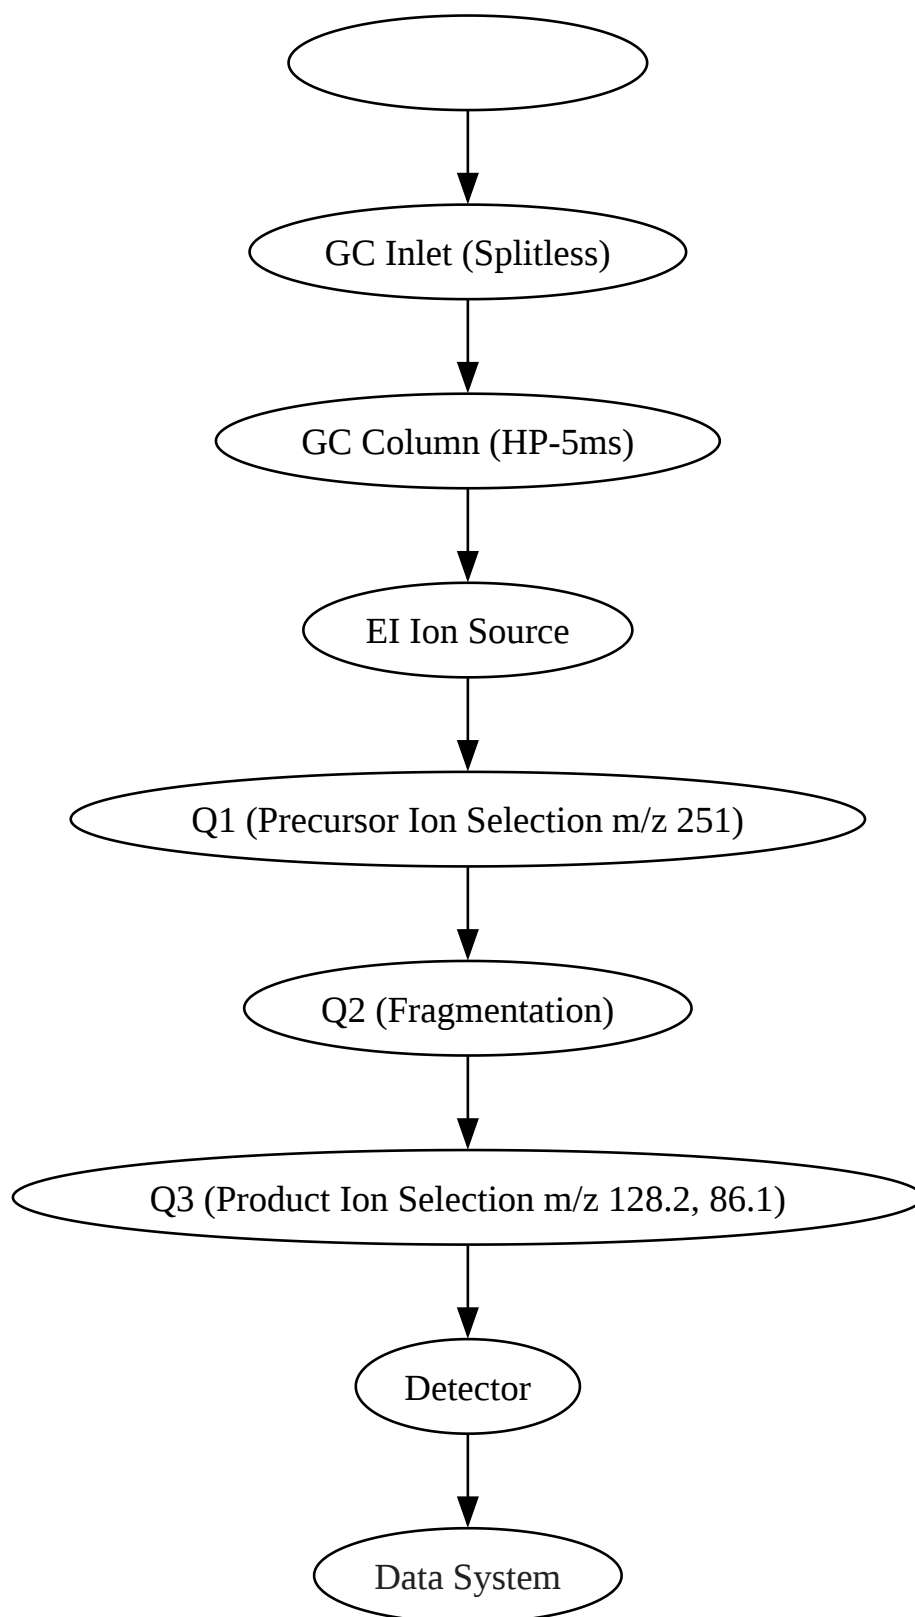 GC Inlet (Splitless)
GC Column (HP-5ms)
EI Ion Source
Q1 (Precursor Ion Selection m/z 251)
Q2 (Fragmentation)
Q3 (Product Ion Selection m/z 128.2, 86.1)
Detector
Data System